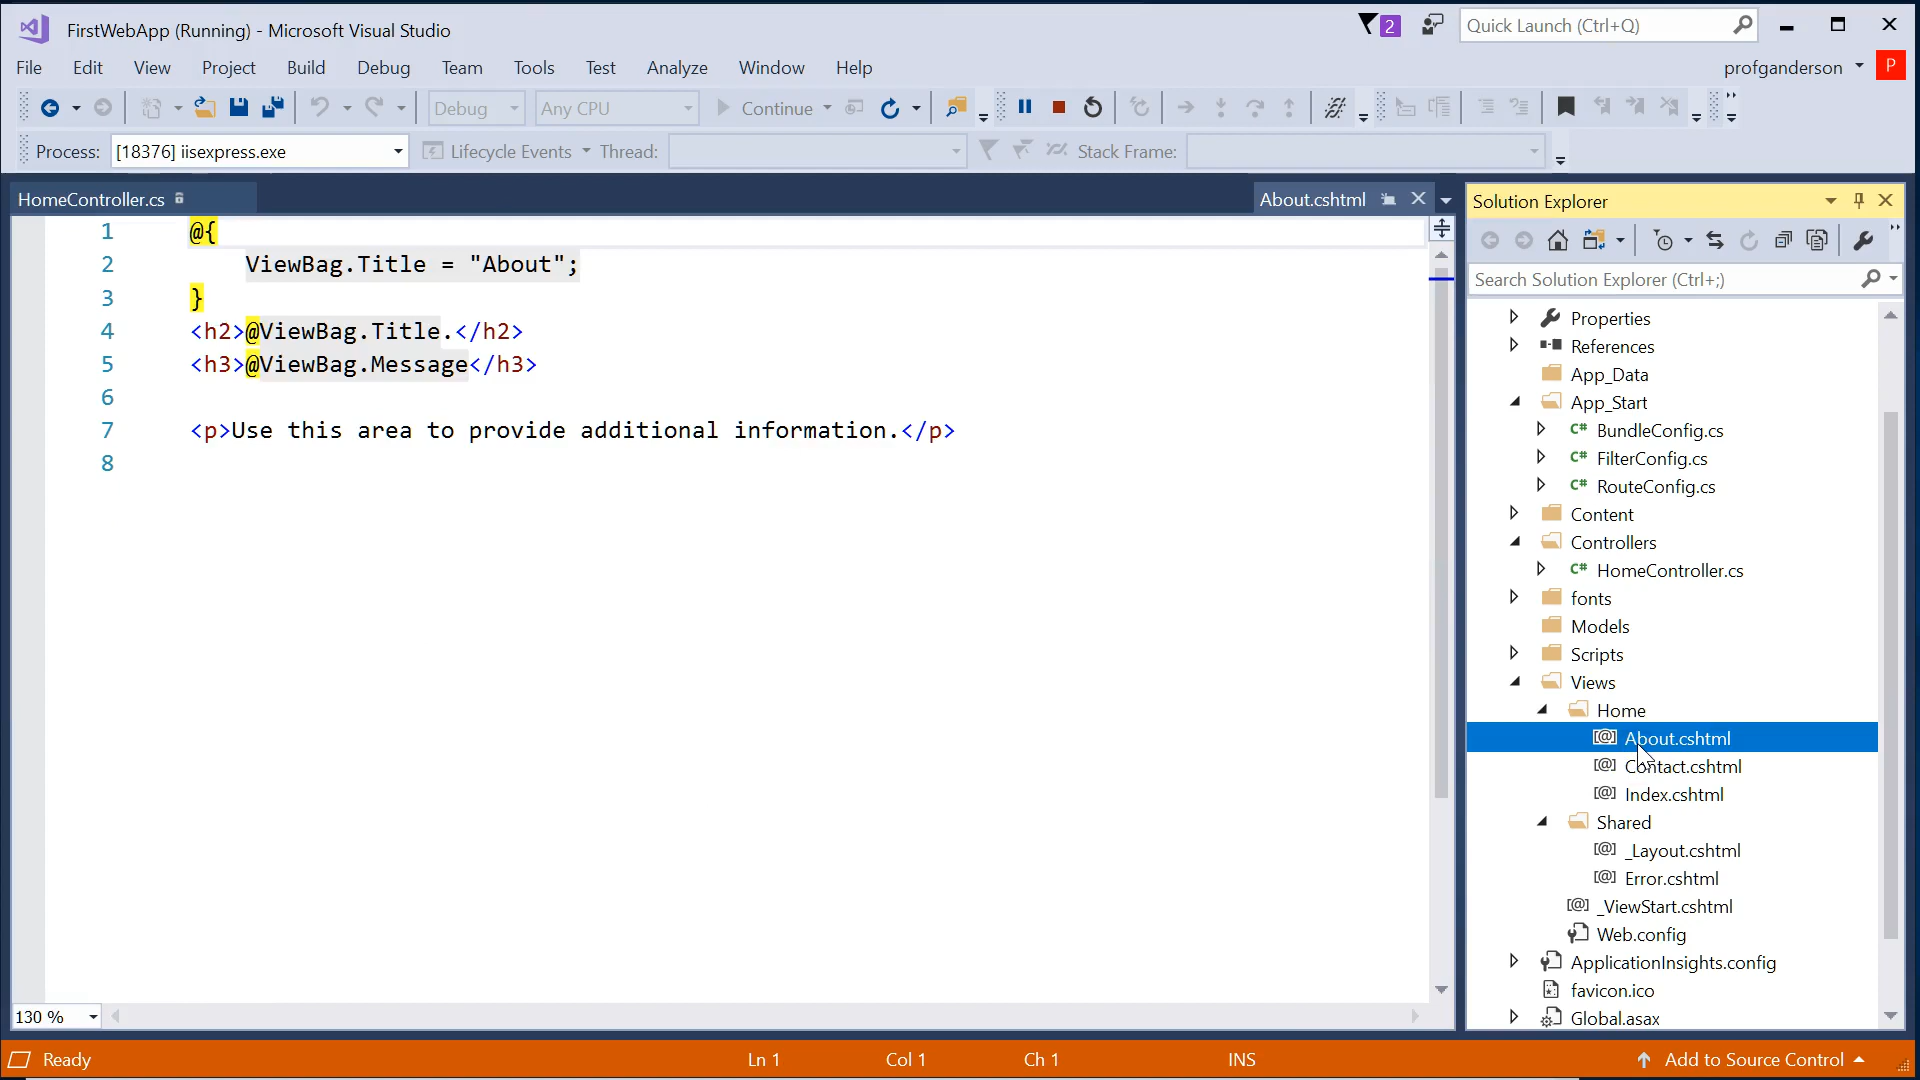 FirstWebApp (Running) - Microsoft Visual Studio
2
Quick Launch (Ctrl+Q)
File Edit View Project Build Debug Team Tools Test Analyze Window Help
profganderson P
Debug Any CPU Continue
Process: [18376] iisexpress.exe Lifecycle Events Thread: Stack Frame:
HomeController.cs
About.cshtml
1 @{
2 ViewBag.Title = "About";
3 }
4 <h2>@ViewBag.Title.</h2>
5 <h3>@ViewBag.Message</h3>
6
7 <p>Use this area to provide additional information.</p>
8
130 %
Solution Explorer
Search Solution Explorer (Ctrl+;)
Properties
References
App_Data
App_Start
C# BundleConfig.cs
C# FilterConfig.cs
C# RouteConfig.cs
Content
Controllers
C# HomeController.cs
fonts
Models
Scripts
Views
Home
[@] About.cshtml
[@] Contact.cshtml
[@] Index.cshtml
Shared
[@] _Layout.cshtml
[@] Error.cshtml
[@] _ViewStart.cshtml
Web.config
ApplicationInsights.config
favicon.ico
Global.asax
Ready Ln 1 Col 1 Ch 1 INS Add to Source Control